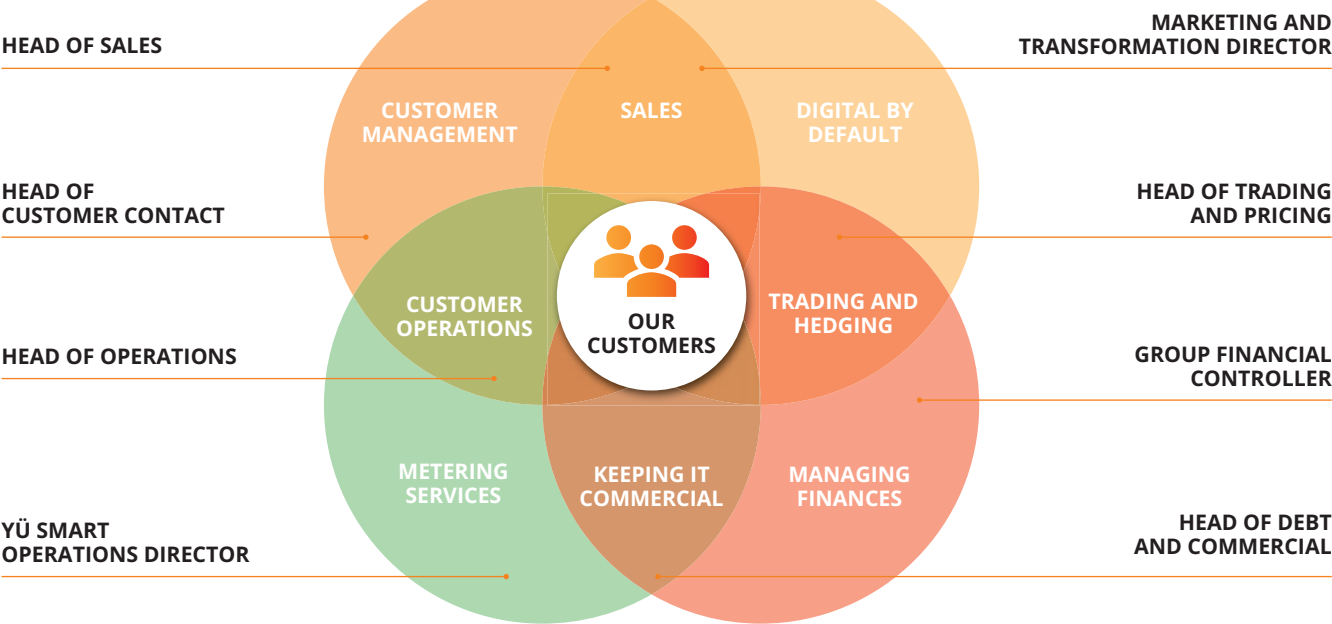 HEAD OF SALES
MARKETING AND
TRANSFORMATION DIRECTOR
CUSTOMER
MANAGEMENT
SALES
DIGITAL BY
DEFAULT
HEAD OF
CUSTOMER CONTACT
HEAD OF TRADING
AND PRICING
CUSTOMER
OPERATIONS
OUR
CUSTOMERS
TRADING AND
HEDGING
HEAD OF OPERATIONS
GROUP FINANCIAL
CONTROLLER
METERING
SERVICES
KEEPING IT
COMMERCIAL
MANAGING
FINANCES
YÜ SMART
OPERATIONS DIRECTOR
HEAD OF DEBT
AND COMMERCIAL